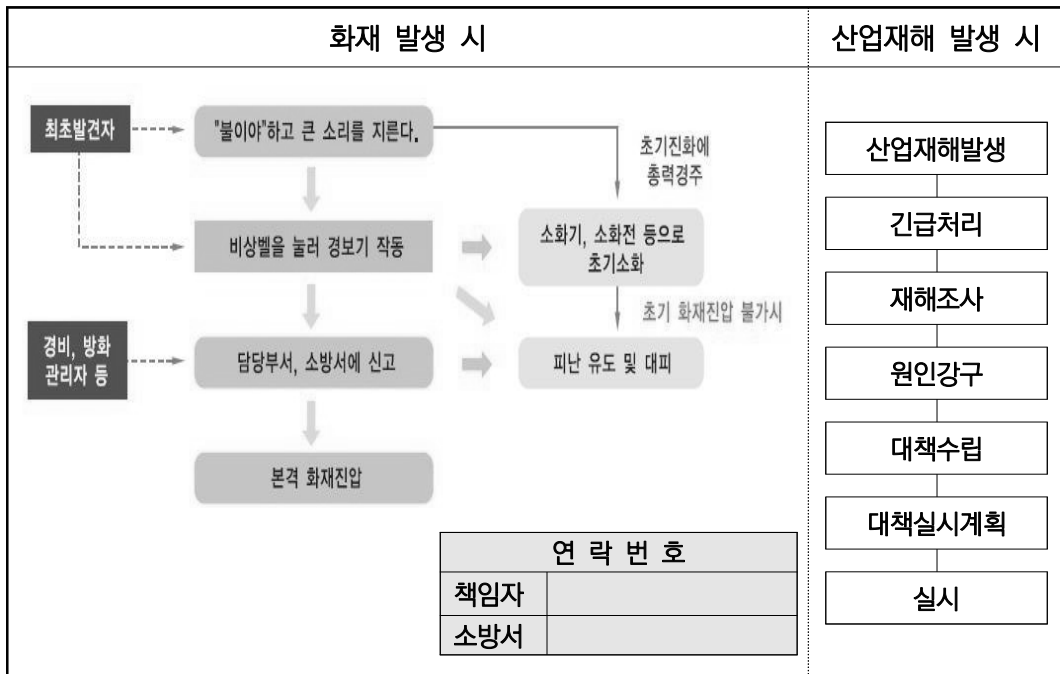 화재 발생 시
최초발견자
"불이야"하고 큰 소리를 지른다.
초기진화에
총력경주
비상벨을 눌러 경보기 작동
소화기, 소화전 등으로
초기소화
초기 화재진압 불가시
경비, 방화
관리자 등
담당부서, 소방서에 신고
피난 유도 및 대피
본격 화재진압
연 락 번 호
책임자
소방서
산업재해 발생 시
산업재해발생
긴급처리
재해조사
원인강구
대책수립
대책실시계획
실시